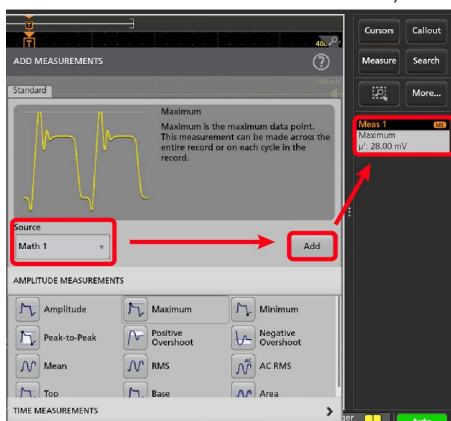 Cursors
Callout
ADD MEASUREMENTS
?
Measure
Search
Standard
More...
Maximum
Maximum is the maximum data point.
This measurement can be made across the
entire record or on each cycle in the
record.
Meas 1
M1
Maximum
µ': 28.00 mV
Source
Math 1
Add
AMPLITUDE MEASUREMENTS
Amplitude
Maximum
Minimum
Peak-to-Peak
Positive
Overshoot
Negative
Overshoot
Mean
RMS
AC RMS
Top
Base
Area
TIME MEASUREMENTS